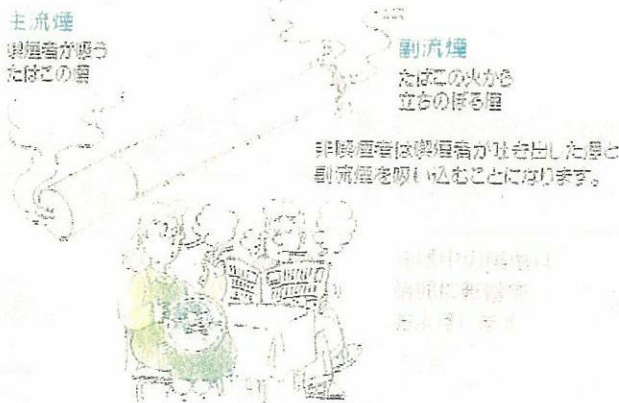 主流煙
喫煙者が吸う
たばこの煙
副流煙
たばこの火から
立ちのぼる煙
非喫煙者は喫煙者が吐き出した煙と
副流煙を吸い込むことになります。